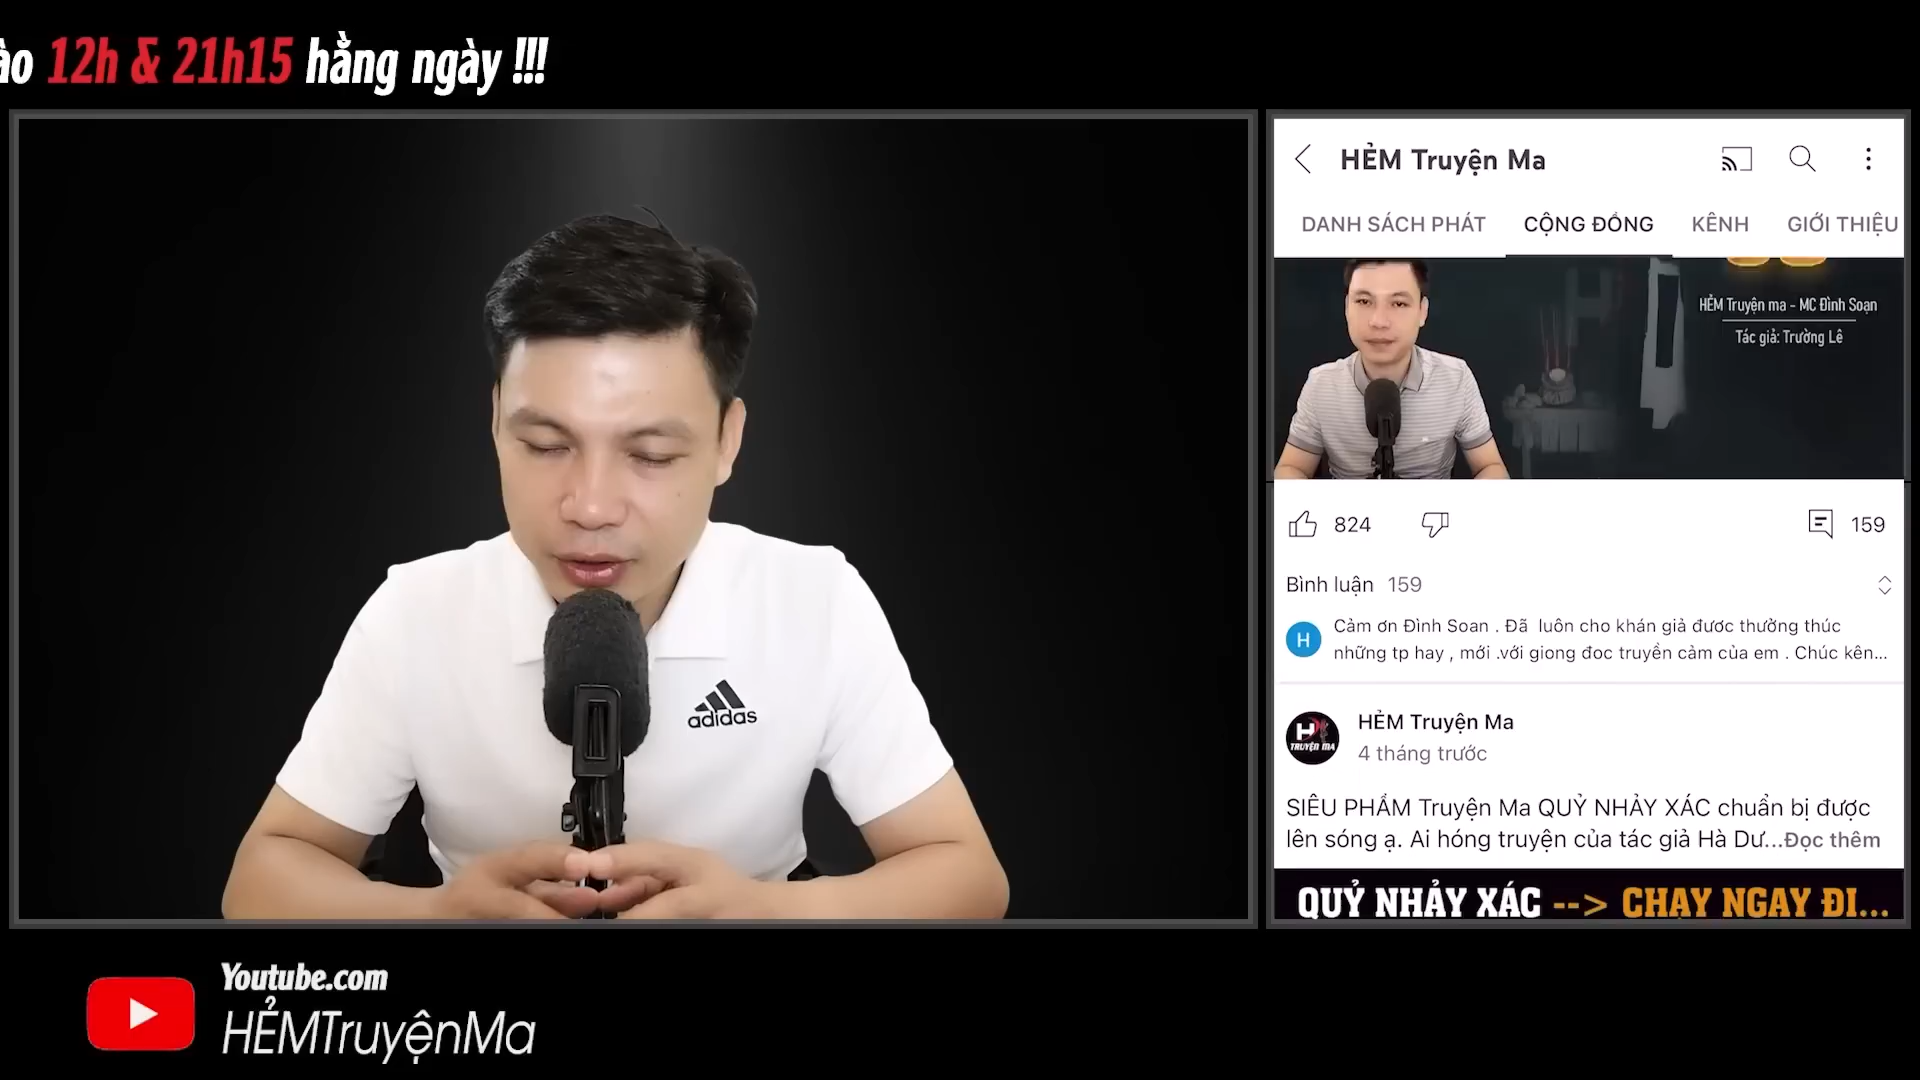 12h & 21h15 hằng ngày !!!
HẺM Truyện Ma
DANH SÁCH PHÁT CỘNG ĐỒNG KÊNH GIỚI THIỆU
HẺM Truyện ma - MC Đình Soạn
Tác giả: Trường Lê
824 159
Bình luận 159
H
Cảm ơn Đình Soan . Đã luôn cho khán giả đươc thưởng thúc
những tp hay , mới .với giong đoc truyền cảm của em . Chúc kên...
HẺM Truyện Ma
4 tháng trước
H
TRUYỆN MA
SIÊU PHẨM Truyện Ma QUỶ NHẢY XÁC chuẩn bị được
lên sóng ạ. Ai hóng truyện của tác giả Hà Dư...Đọc thêm
QUỶ NHẢY XÁC --> CHẠY NGAY ĐI...
adidas
Youtube.com
HẺMTruyệnMa